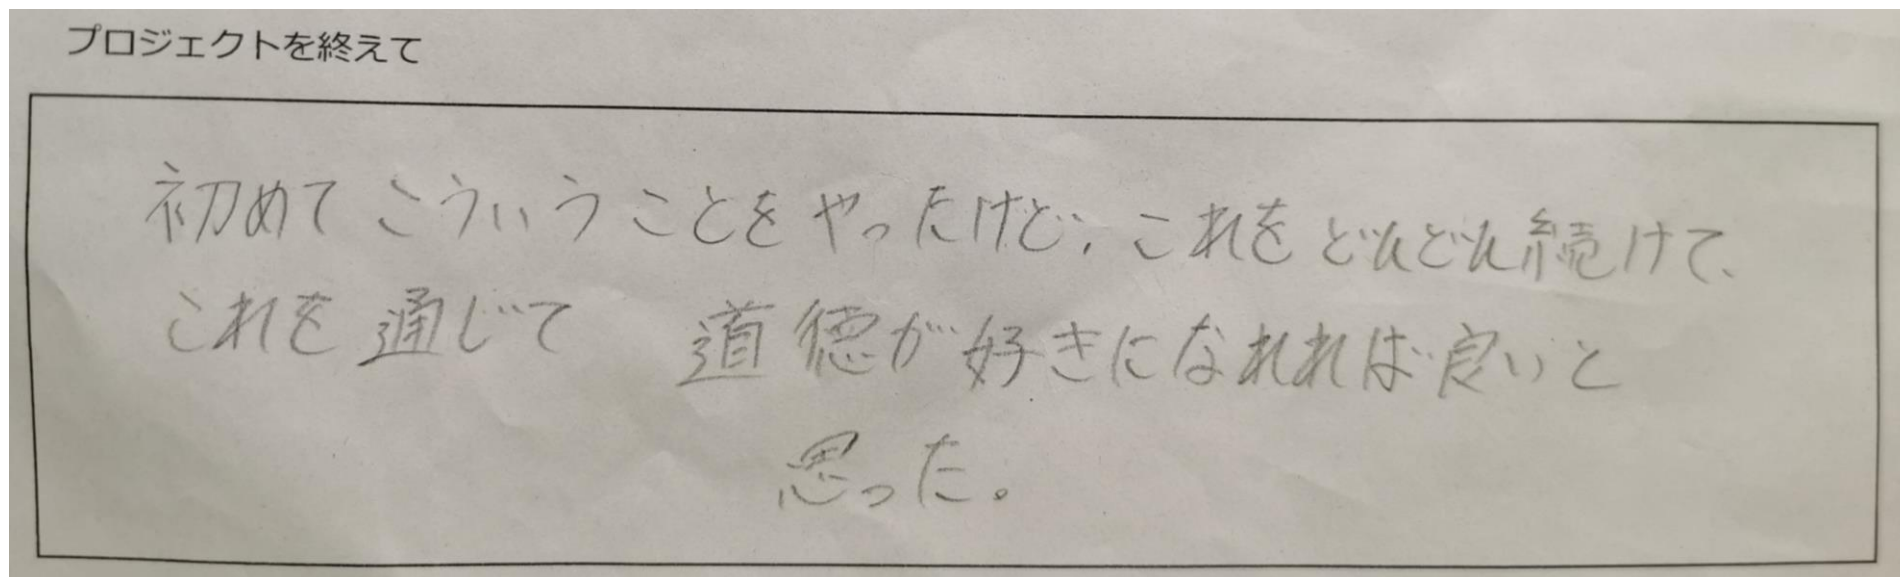 プロジェクトを終えて
初めてこういうことをやったけど、これをどんどん続けて、
これを通じて 道徳が好きになれれば良いと
思った。